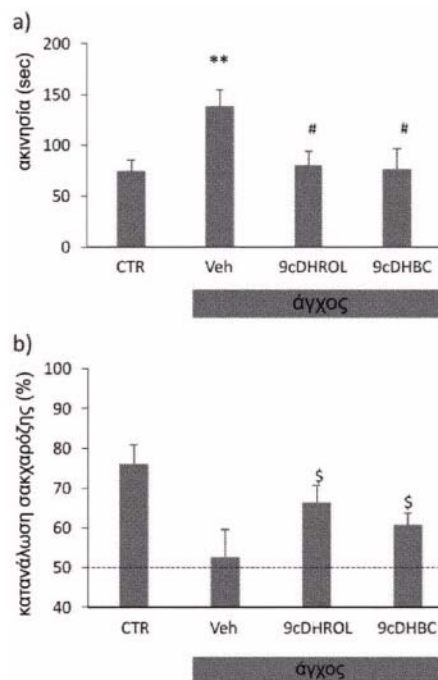 a)
ακινησία (sec)
200
150
100
50
0
**
#
#
CTR
Veh
9cDHROL
9cDHBC
άγχος
b)
κατανάλωση σακχαρόζης (%)
100
90
80
70
60
50
40
$
$
CTR
Veh
9cDHROL
9cDHBC
άγχος